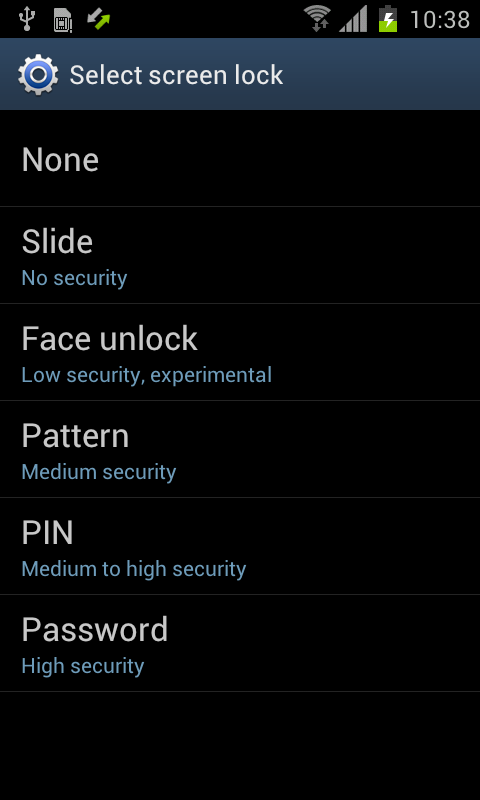 10:38
Select screen lock
None
Slide
No security
Face unlock
Low security, experimental
Pattern
Medium security
PIN
Medium to high security
Password
High security